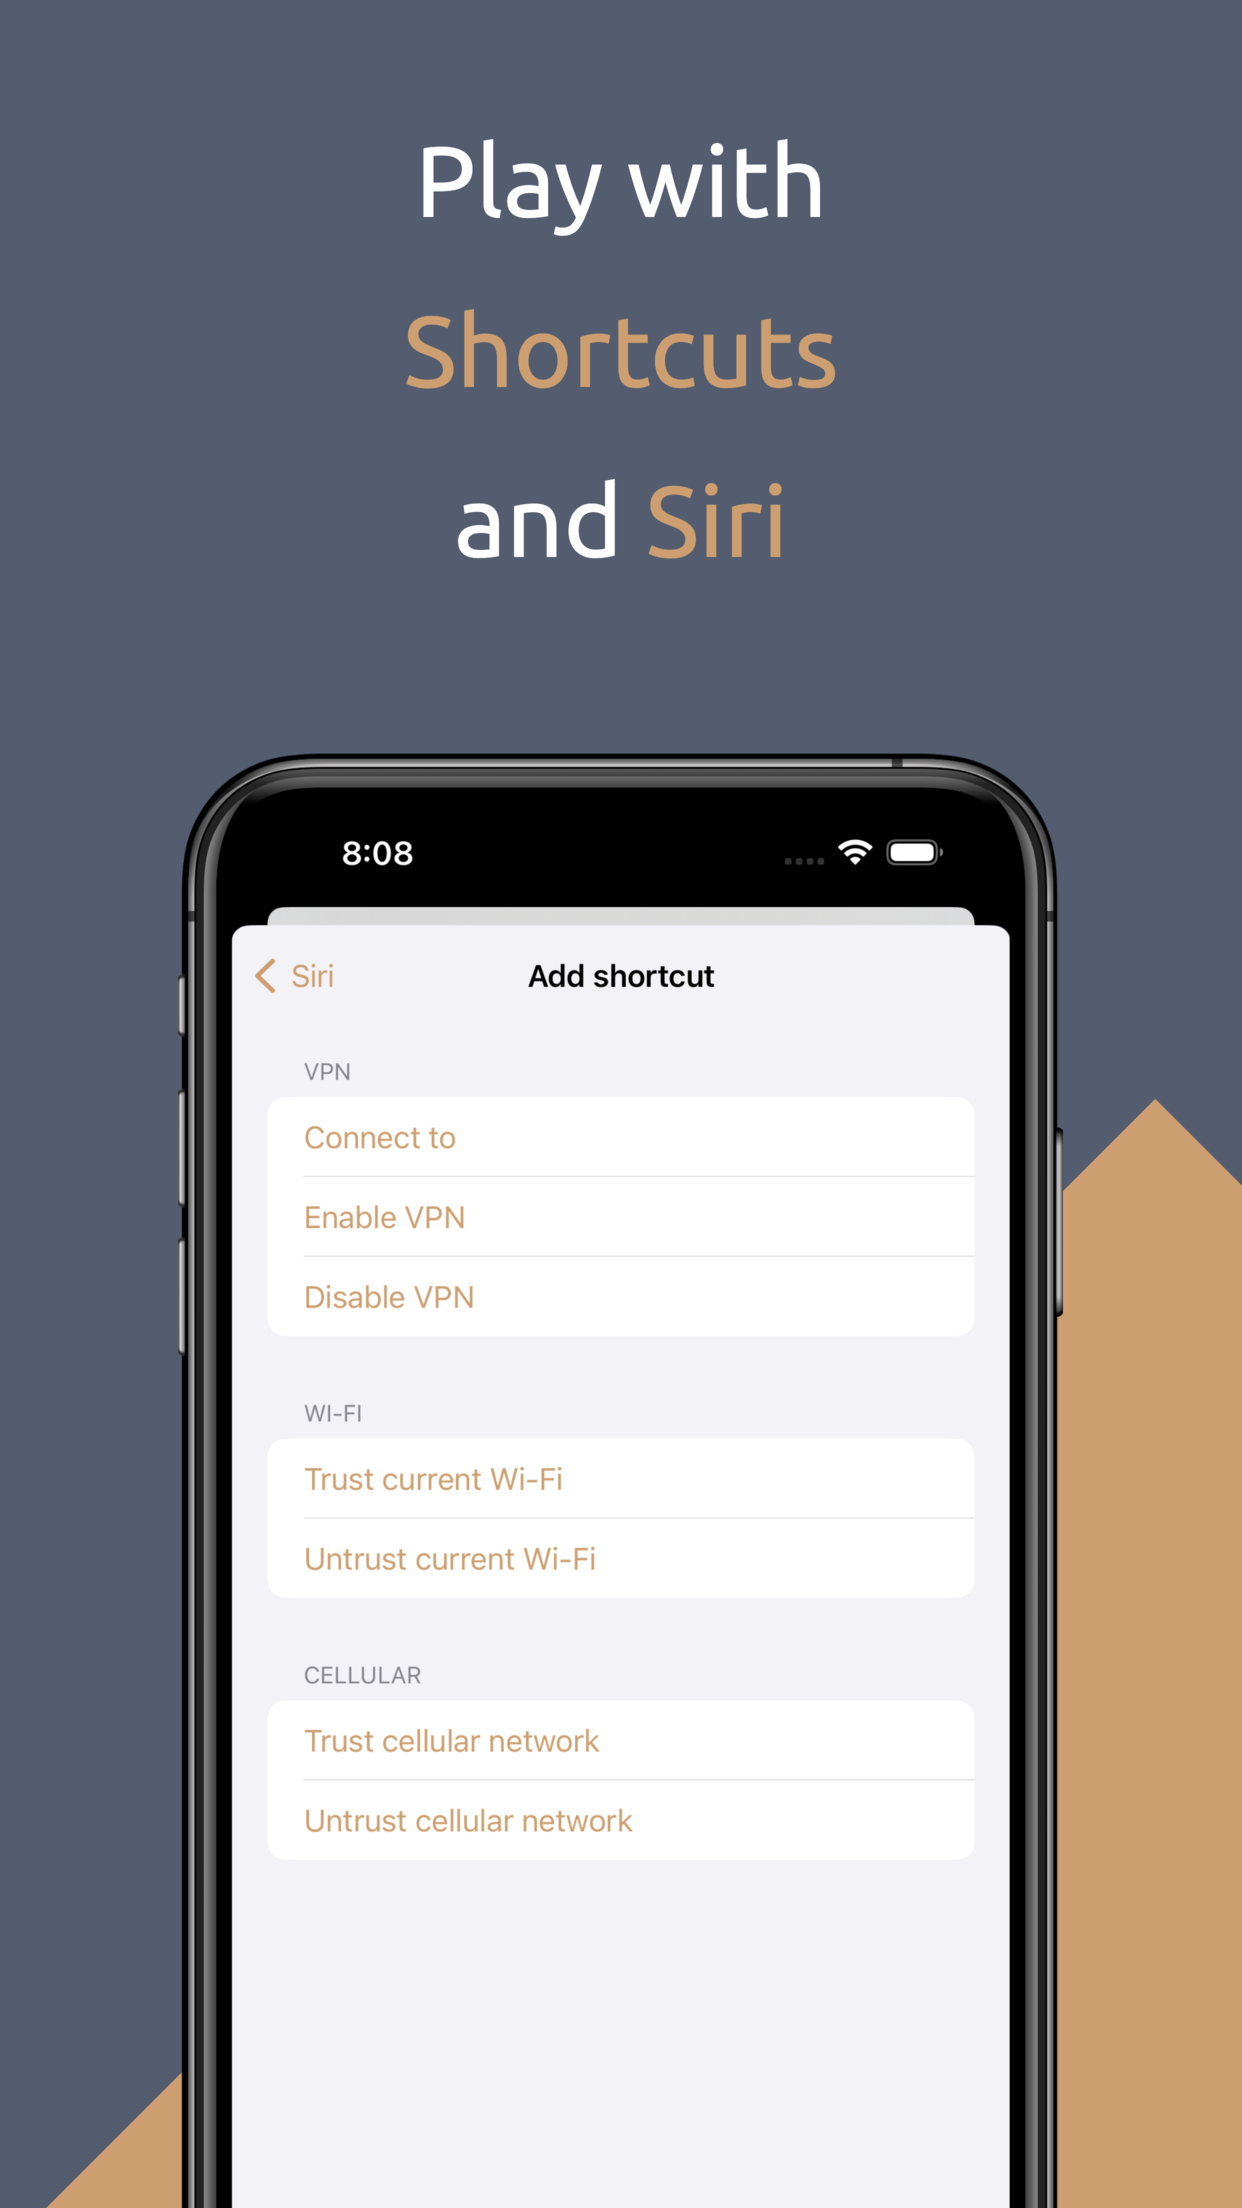 Play with
Shortcuts
and Siri
8:08
Siri
Add shortcut
VPN
Connect to
Enable VPN
Disable VPN
WI-FI
Trust current Wi-Fi
Untrust current Wi-Fi
CELLULAR
Trust cellular network
Untrust cellular network